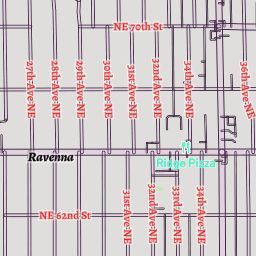 NE 70th St
27th Ave NE
28th Ave NE
29th Ave NE
30th Ave NE
31st Ave NE
32nd Ave NE
34th Ave NE
36th Ave NE
Ravenna
Ridge Pizza
31st Ave NE
32nd Ave NE
33rd Ave NE
34th Ave NE
NE 62nd St